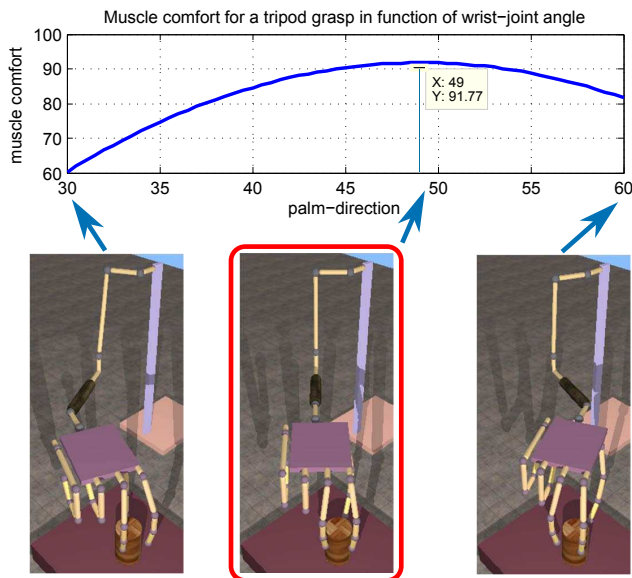 Muscle comfort for a tripod grasp in function of wrist−joint angle
100
90
80
70
60
muscle comfort
X: 49
Y: 91.77
30 35 40 45 50 55 60
palm−direction